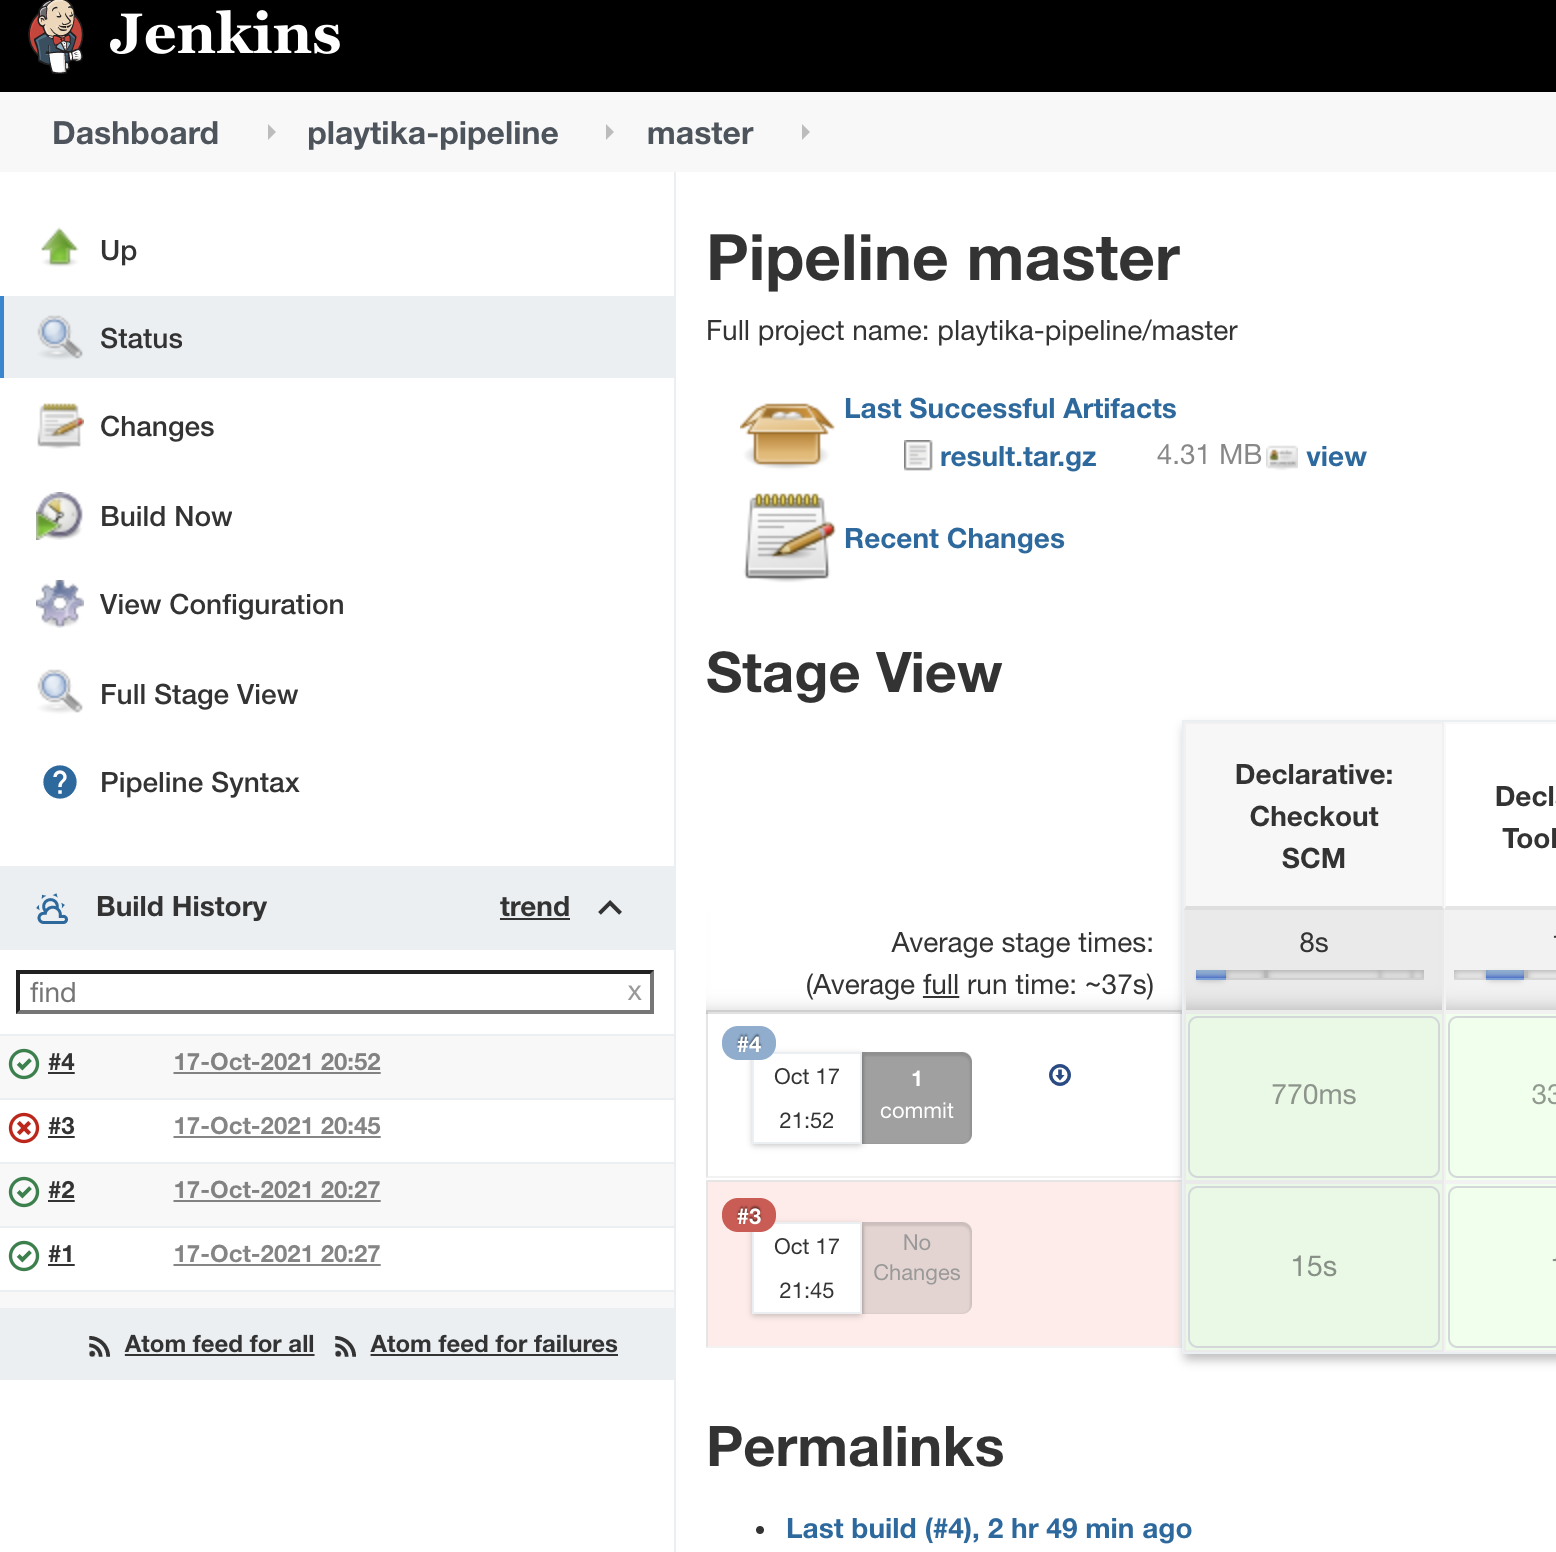 Jenkins
Dashboard playtika-pipeline master
Up
Status
Changes
Build Now
View Configuration
Full Stage View
Pipeline Syntax
Build History trend
find x
#4 17-Oct-2021 20:52
#3 17-Oct-2021 20:45
#2 17-Oct-2021 20:27
#1 17-Oct-2021 20:27
Atom feed for all Atom feed for failures
Pipeline master
Full project name: playtika-pipeline/master
Last Successful Artifacts
result.tar.gz 4.31 MB view
Recent Changes
Stage View
Declarative:
Checkout
SCM
Average stage times:
(Average full run time: ~37s)
8s
#4
Oct 17
21:52
1
commit
770ms
#3
Oct 17
21:45
No
Changes
15s
Permalinks
Last build (#4), 2 hr 49 min ago